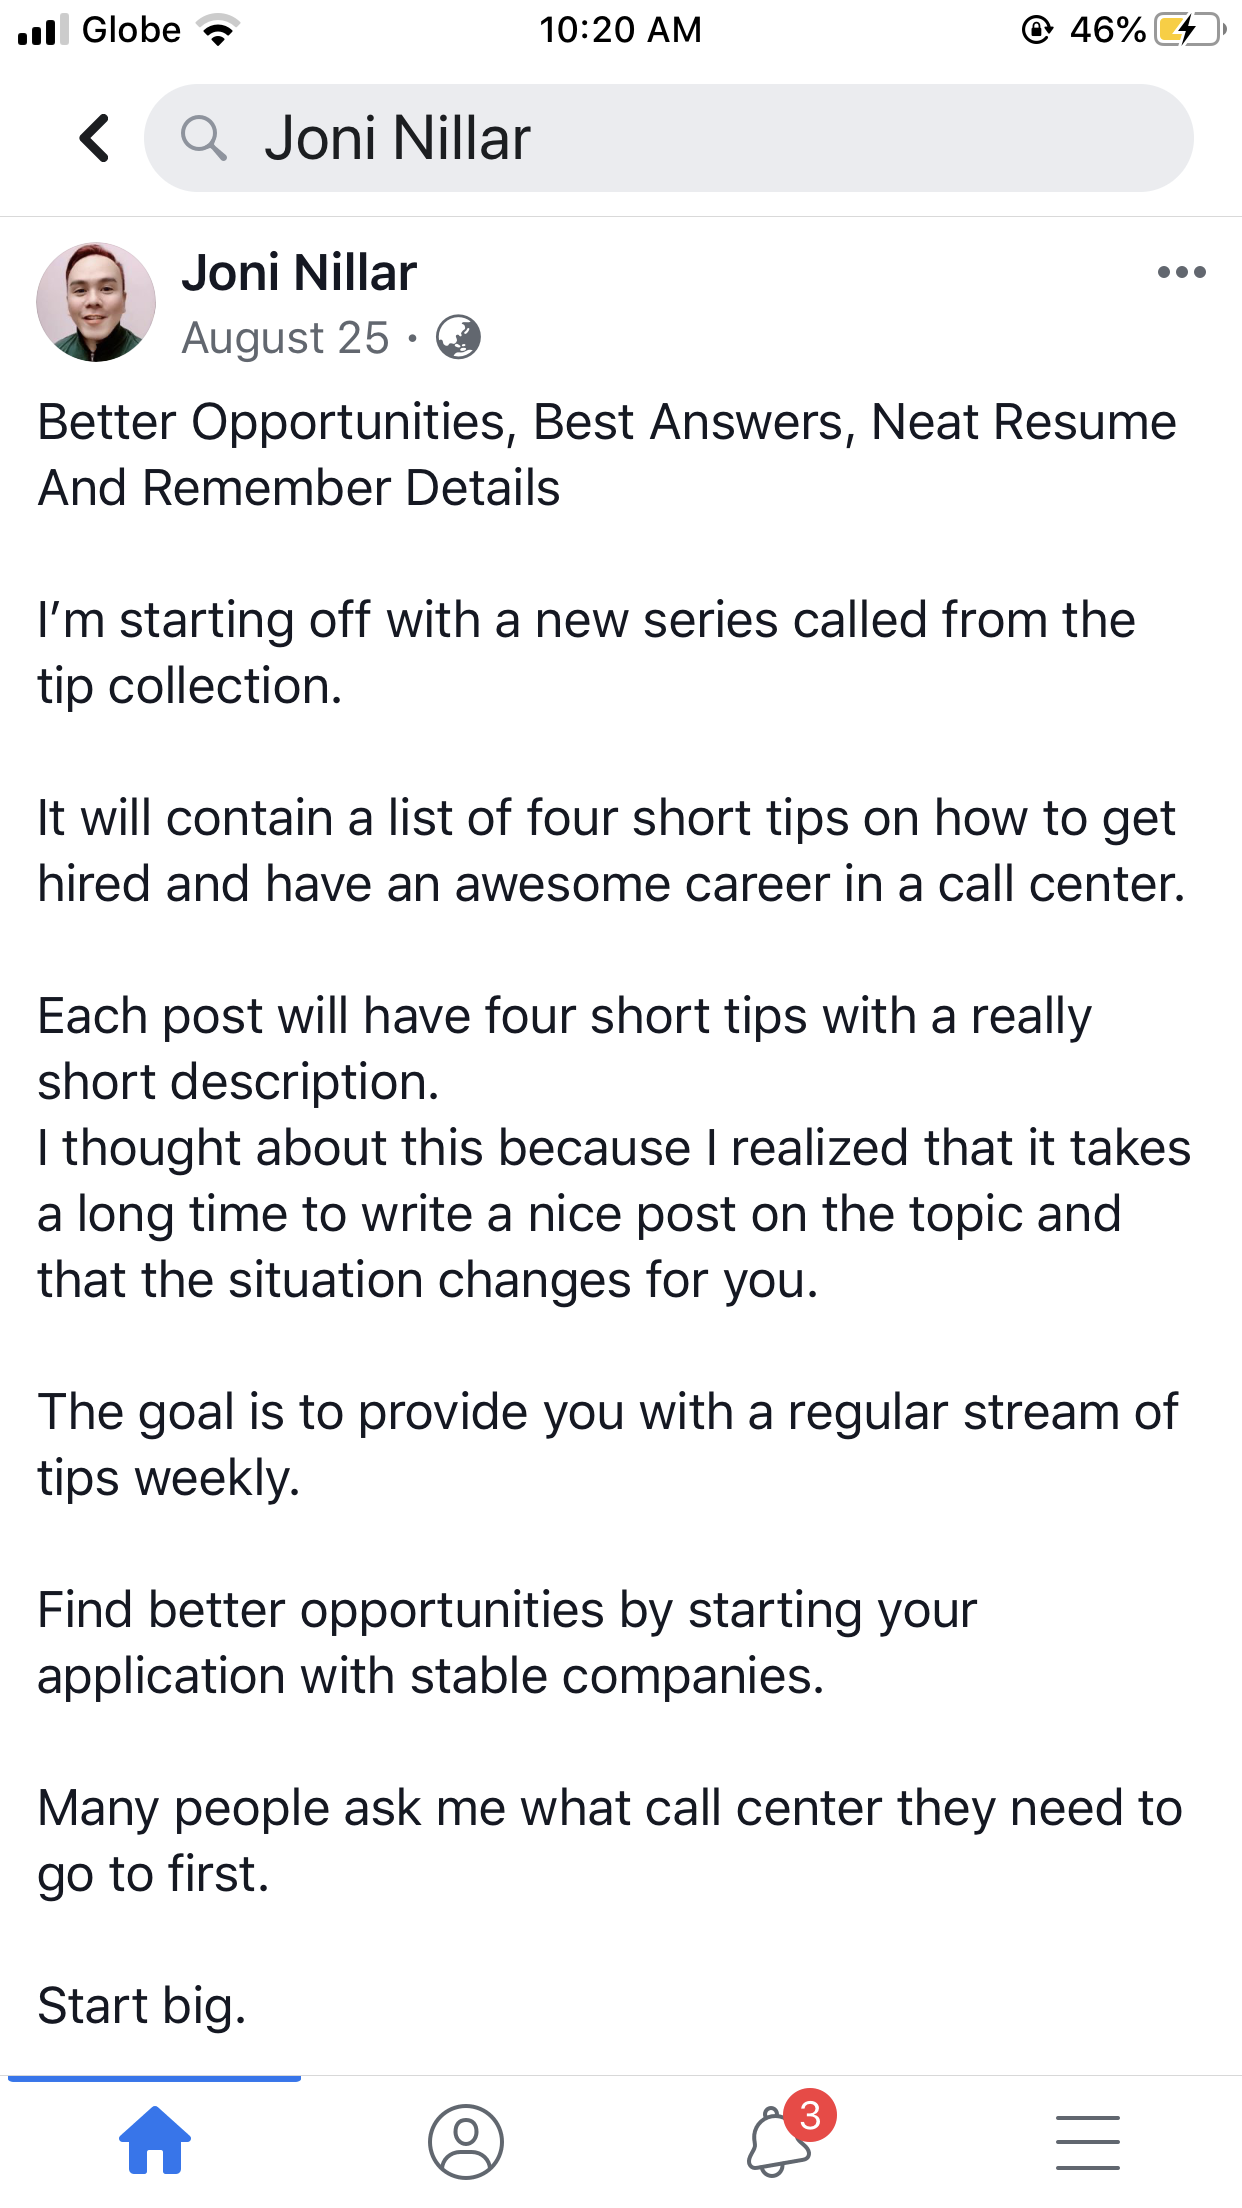 Globe
10:20 AM
46%
Joni Nillar
Joni Nillar
August 25 ·
Better Opportunities, Best Answers, Neat Resume
And Remember Details
I’m starting off with a new series called from the
tip collection.
It will contain a list of four short tips on how to get
hired and have an awesome career in a call center.
Each post will have four short tips with a really
short description.
I thought about this because I realized that it takes
a long time to write a nice post on the topic and
that the situation changes for you.
The goal is to provide you with a regular stream of
tips weekly.
Find better opportunities by starting your
application with stable companies.
Many people ask me what call center they need to
go to first.
Start big.
3